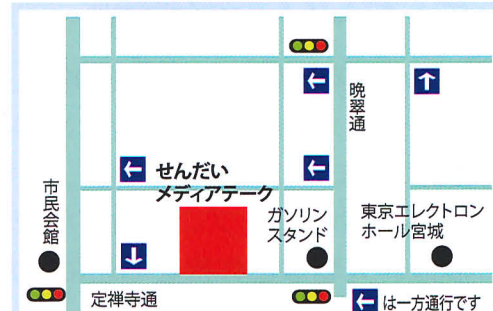 晩翠通
せんだい
メディアテーク
市民会館
ガソリン
スタンド
東京エレクトロン
ホール宮城
定禅寺通
は一方通行です